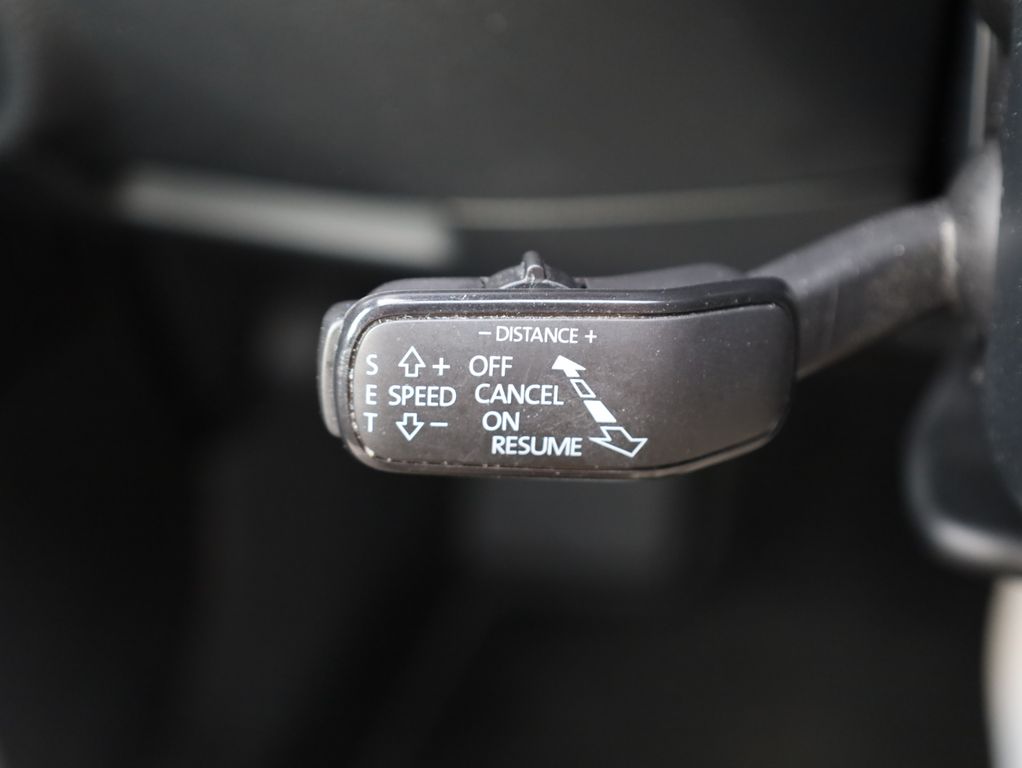 − DISTANCE +
S + OFF
E SPEED CANCEL
T − ON
RESUME